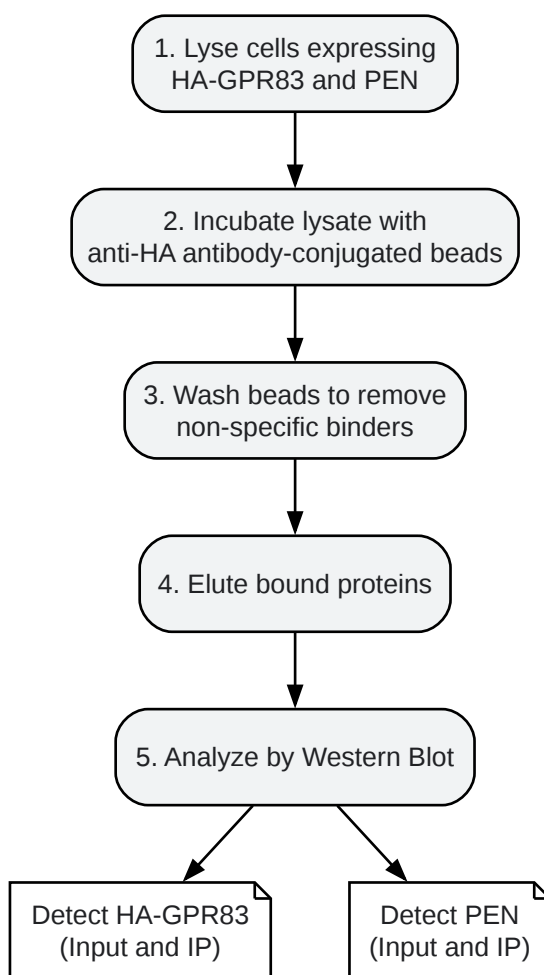 1. Lyse cells expressing
HA-GPR83 and PEN
2. Incubate lysate with
anti-HA antibody-conjugated beads
3. Wash beads to remove
non-specific binders
4. Elute bound proteins
5. Analyze by Western Blot
Detect HA-GPR83
(Input and IP)
Detect PEN
(Input and IP)